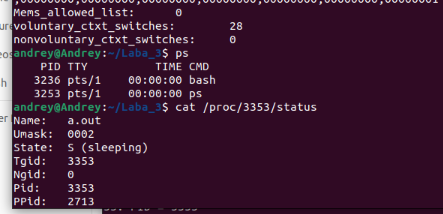 Mems_allowed_list:	0
voluntary_ctxt_switches:	28
nonvoluntary_ctxt_switches:	0
andrey@Andrey:~/Laba_3$ ps
    PID TTY          TIME CMD
   3236 pts/1    00:00:00 bash
   3253 pts/1    00:00:00 ps
andrey@Andrey:~/Laba_3$ cat /proc/3353/status
Name:	a.out
Umask:	0002
State:	S (sleeping)
Tgid:	3353
Ngid:	0
Pid:	3353
PPid:	2713